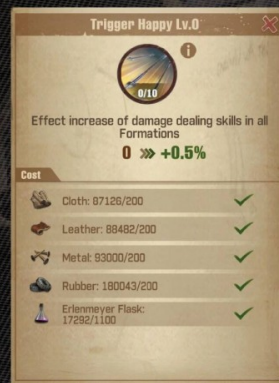 Trigger Happy Lv.0
0/10
Effect increase of damage dealing skills in all
Formations
0 >>> +0.5%
Cost
Cloth: 87126/200
Leather: 88482/200
Metal: 93000/200
Rubber: 180043/200
Erlenmeyer Flask:
17292/1100